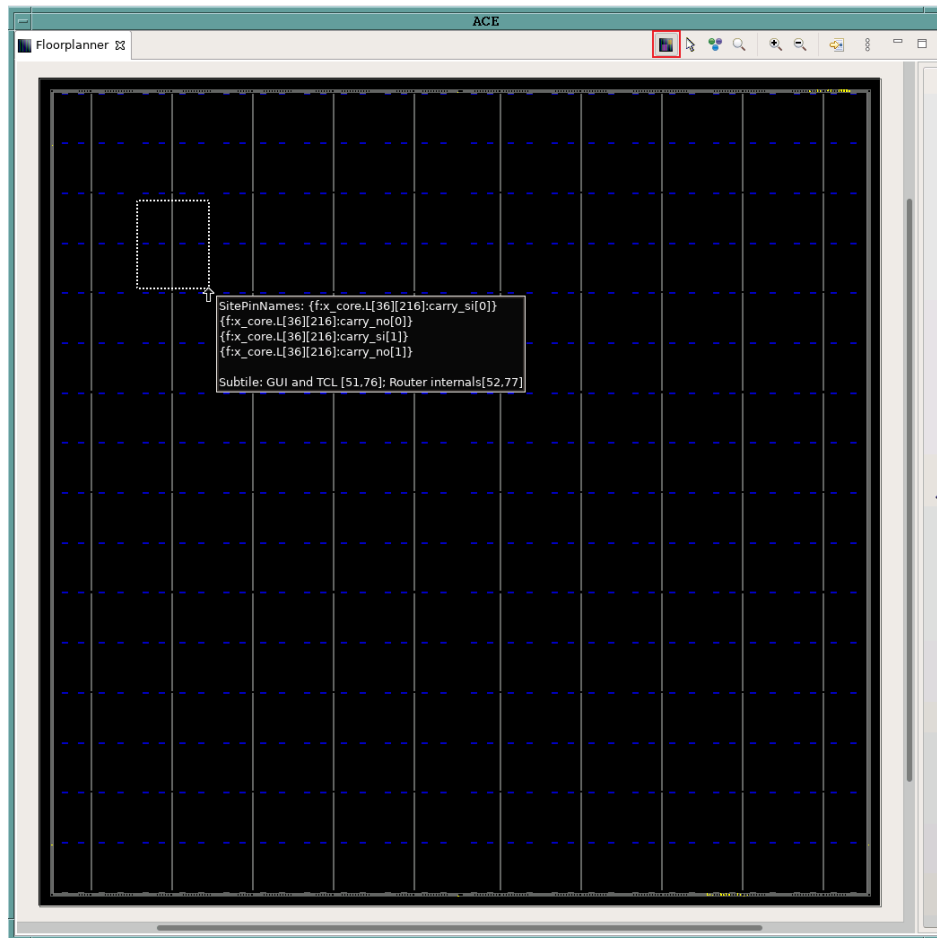 ACE
Floorplanner
SitePinNames: {f:x_core.L[36][216]:carry_si[0]}
{f:x_core.L[36][216]:carry_no[0]}
{f:x_core.L[36][216]:carry_si[1]}
{f:x_core.L[36][216]:carry_no[1]}
Subtile: GUI and TCL [51,76]; Router internals[52,77]